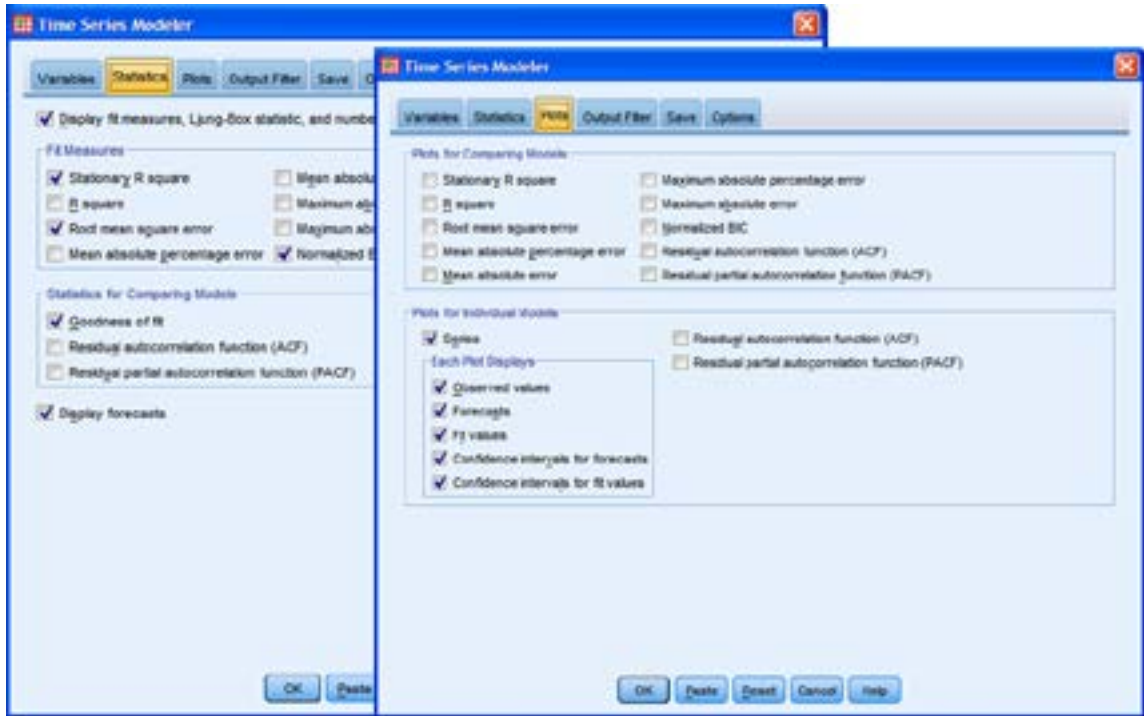 Time Series Modeler
Variables Statistics Plots Output Filter Save O
Display fit measures, Ljung-Box statistic, and numbe
Fit Measures
Stationary R square
Mean absolu
R square
Maximum ab
Root mean square error
Maximum abs
Mean absolute percentage error
Normalized B
Statistics for Comparing Models
Goodness of fit
Residual autocorrelation function (ACF)
Residual partial autocorrelation function (PACF)
Display forecasts
OK Paste
Time Series Modeler
Variables Statistics Plots Output Filter Save Options
Plots for Comparing Models
Stationary R square
Maximum absolute percentage error
R square
Maximum absolute error
Root mean square error
Normalized BIC
Mean absolute percentage error
Residual autocorrelation function (ACF)
Mean absolute error
Residual partial autocorrelation function (PACF)
Plots for Individual Models
Series
Residual autocorrelation function (ACF)
Each Plot Displays
Residual partial autocorrelation function (PACF)
Observed values
Forecasts
Fit values
Confidence intervals for forecasts
Confidence intervals for fit values
OK Paste Reset Cancel Help